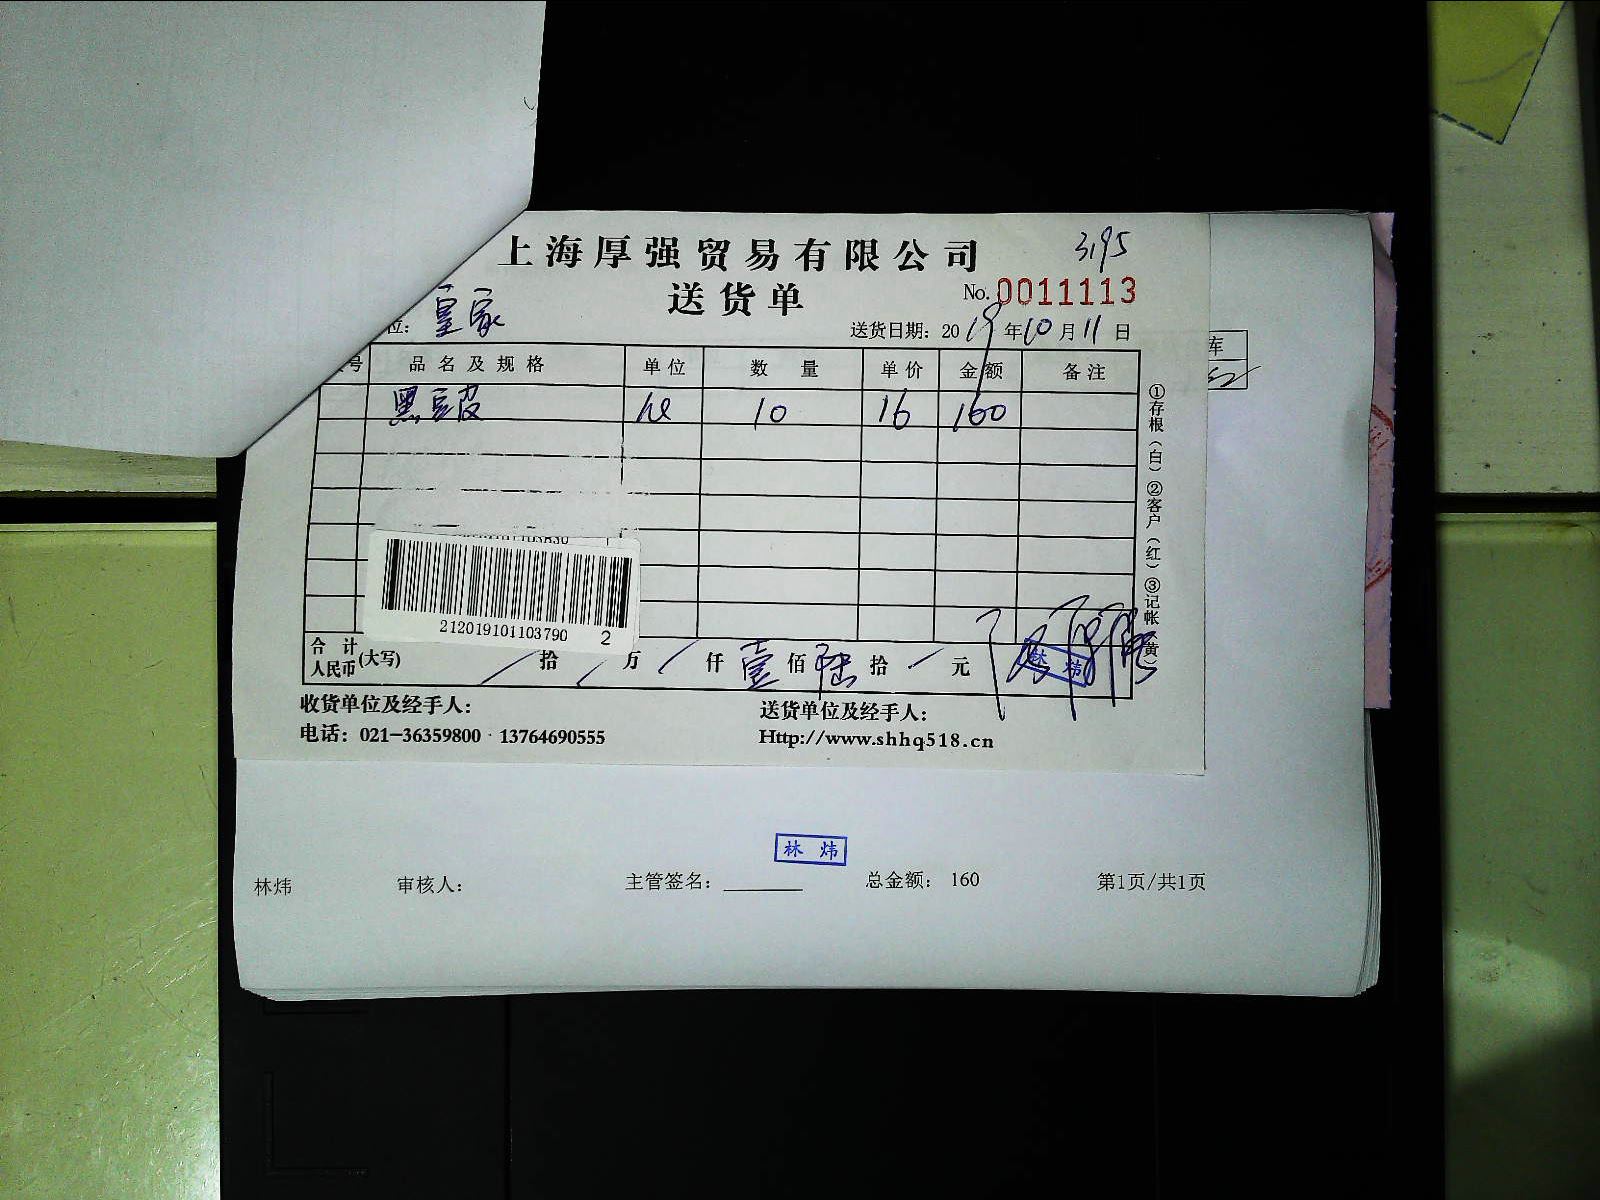 上海厚强贸易有限公司
3195
送货单
No.0011113
位：皇家
送货日期：2019年10月11日
号 品名及规格 单位 数量 单价 金额 备注
黑豆皮 10 16 160
①存根（白）②客户（红）③记帐（黄）
库
212019101103790 2
合计人民币(大写) 拾 万 仟 壹佰 陆拾 元
林炜
收货单位及经手人：
送货单位及经手人：
电话：021-36359800 · 13764690555
Http://www.shhq518.cn
林炜
林炜 审核人： 主管签名： 总金额： 160 第1页/共1页